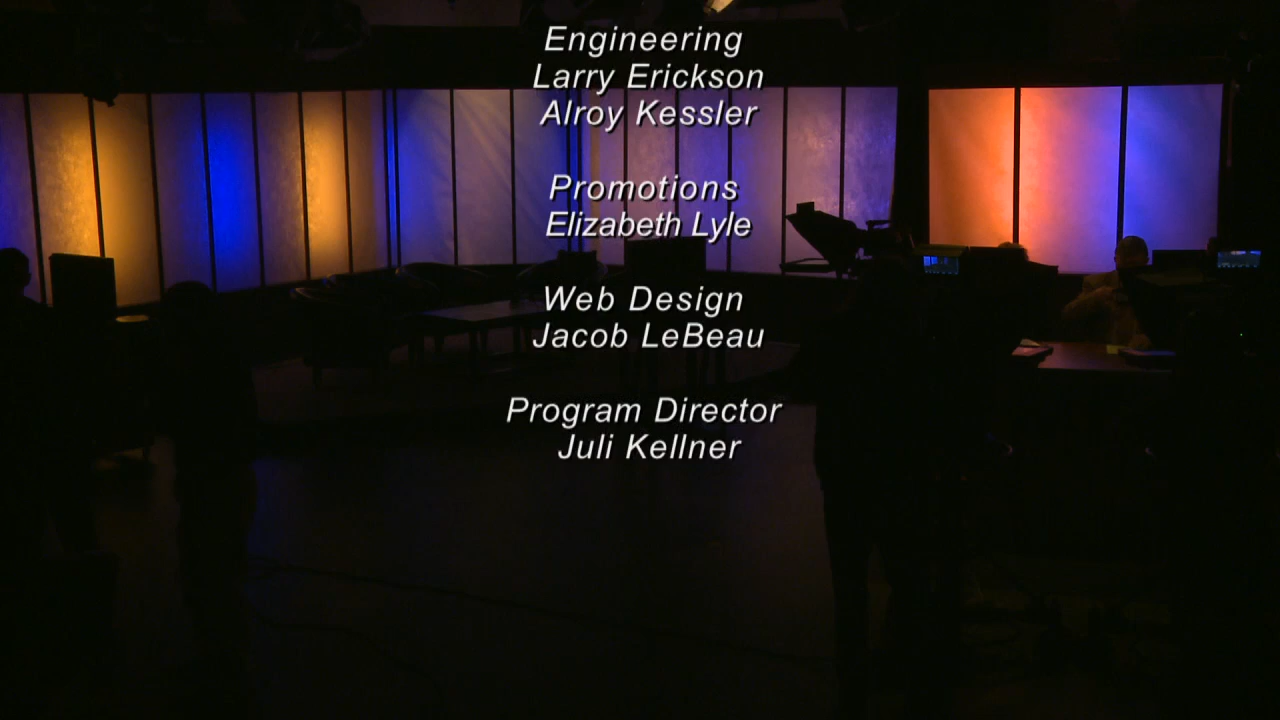 Engineering
Larry Erickson
Alroy Kessler
Promotions
Elizabeth Lyle
Web Design
Jacob LeBeau
Program Director
Juli Kellner